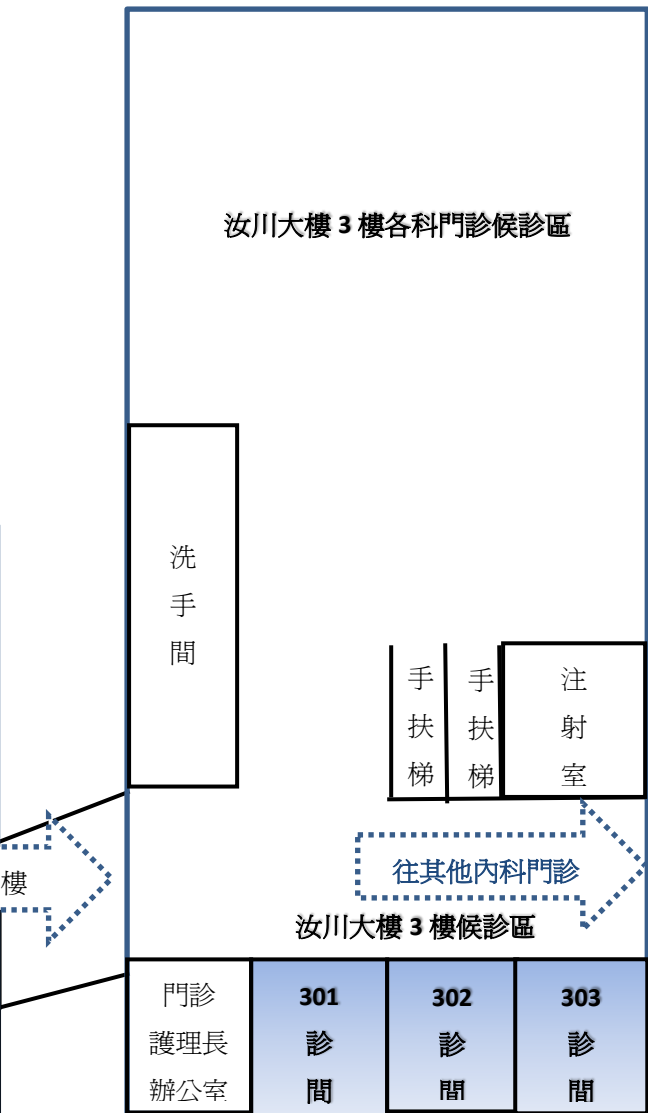 汝川大樓 3 樓各科門診候診區
洗
手
間
手
扶
梯
手
扶
梯
注
射
室
樓
往其他內科門診
汝川大樓 3 樓候診區
門診
護理長
辦公室
301
診
間
302
診
間
303
診
間